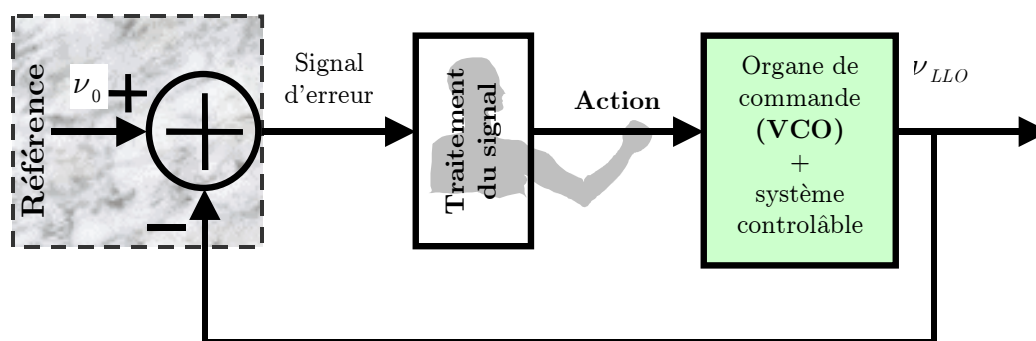 Référence
ν0
+
−
Signal
d'erreur
Traitement
du signal
Action
Organe de
commande
(VCO)
+
système
controlâble
νLLO